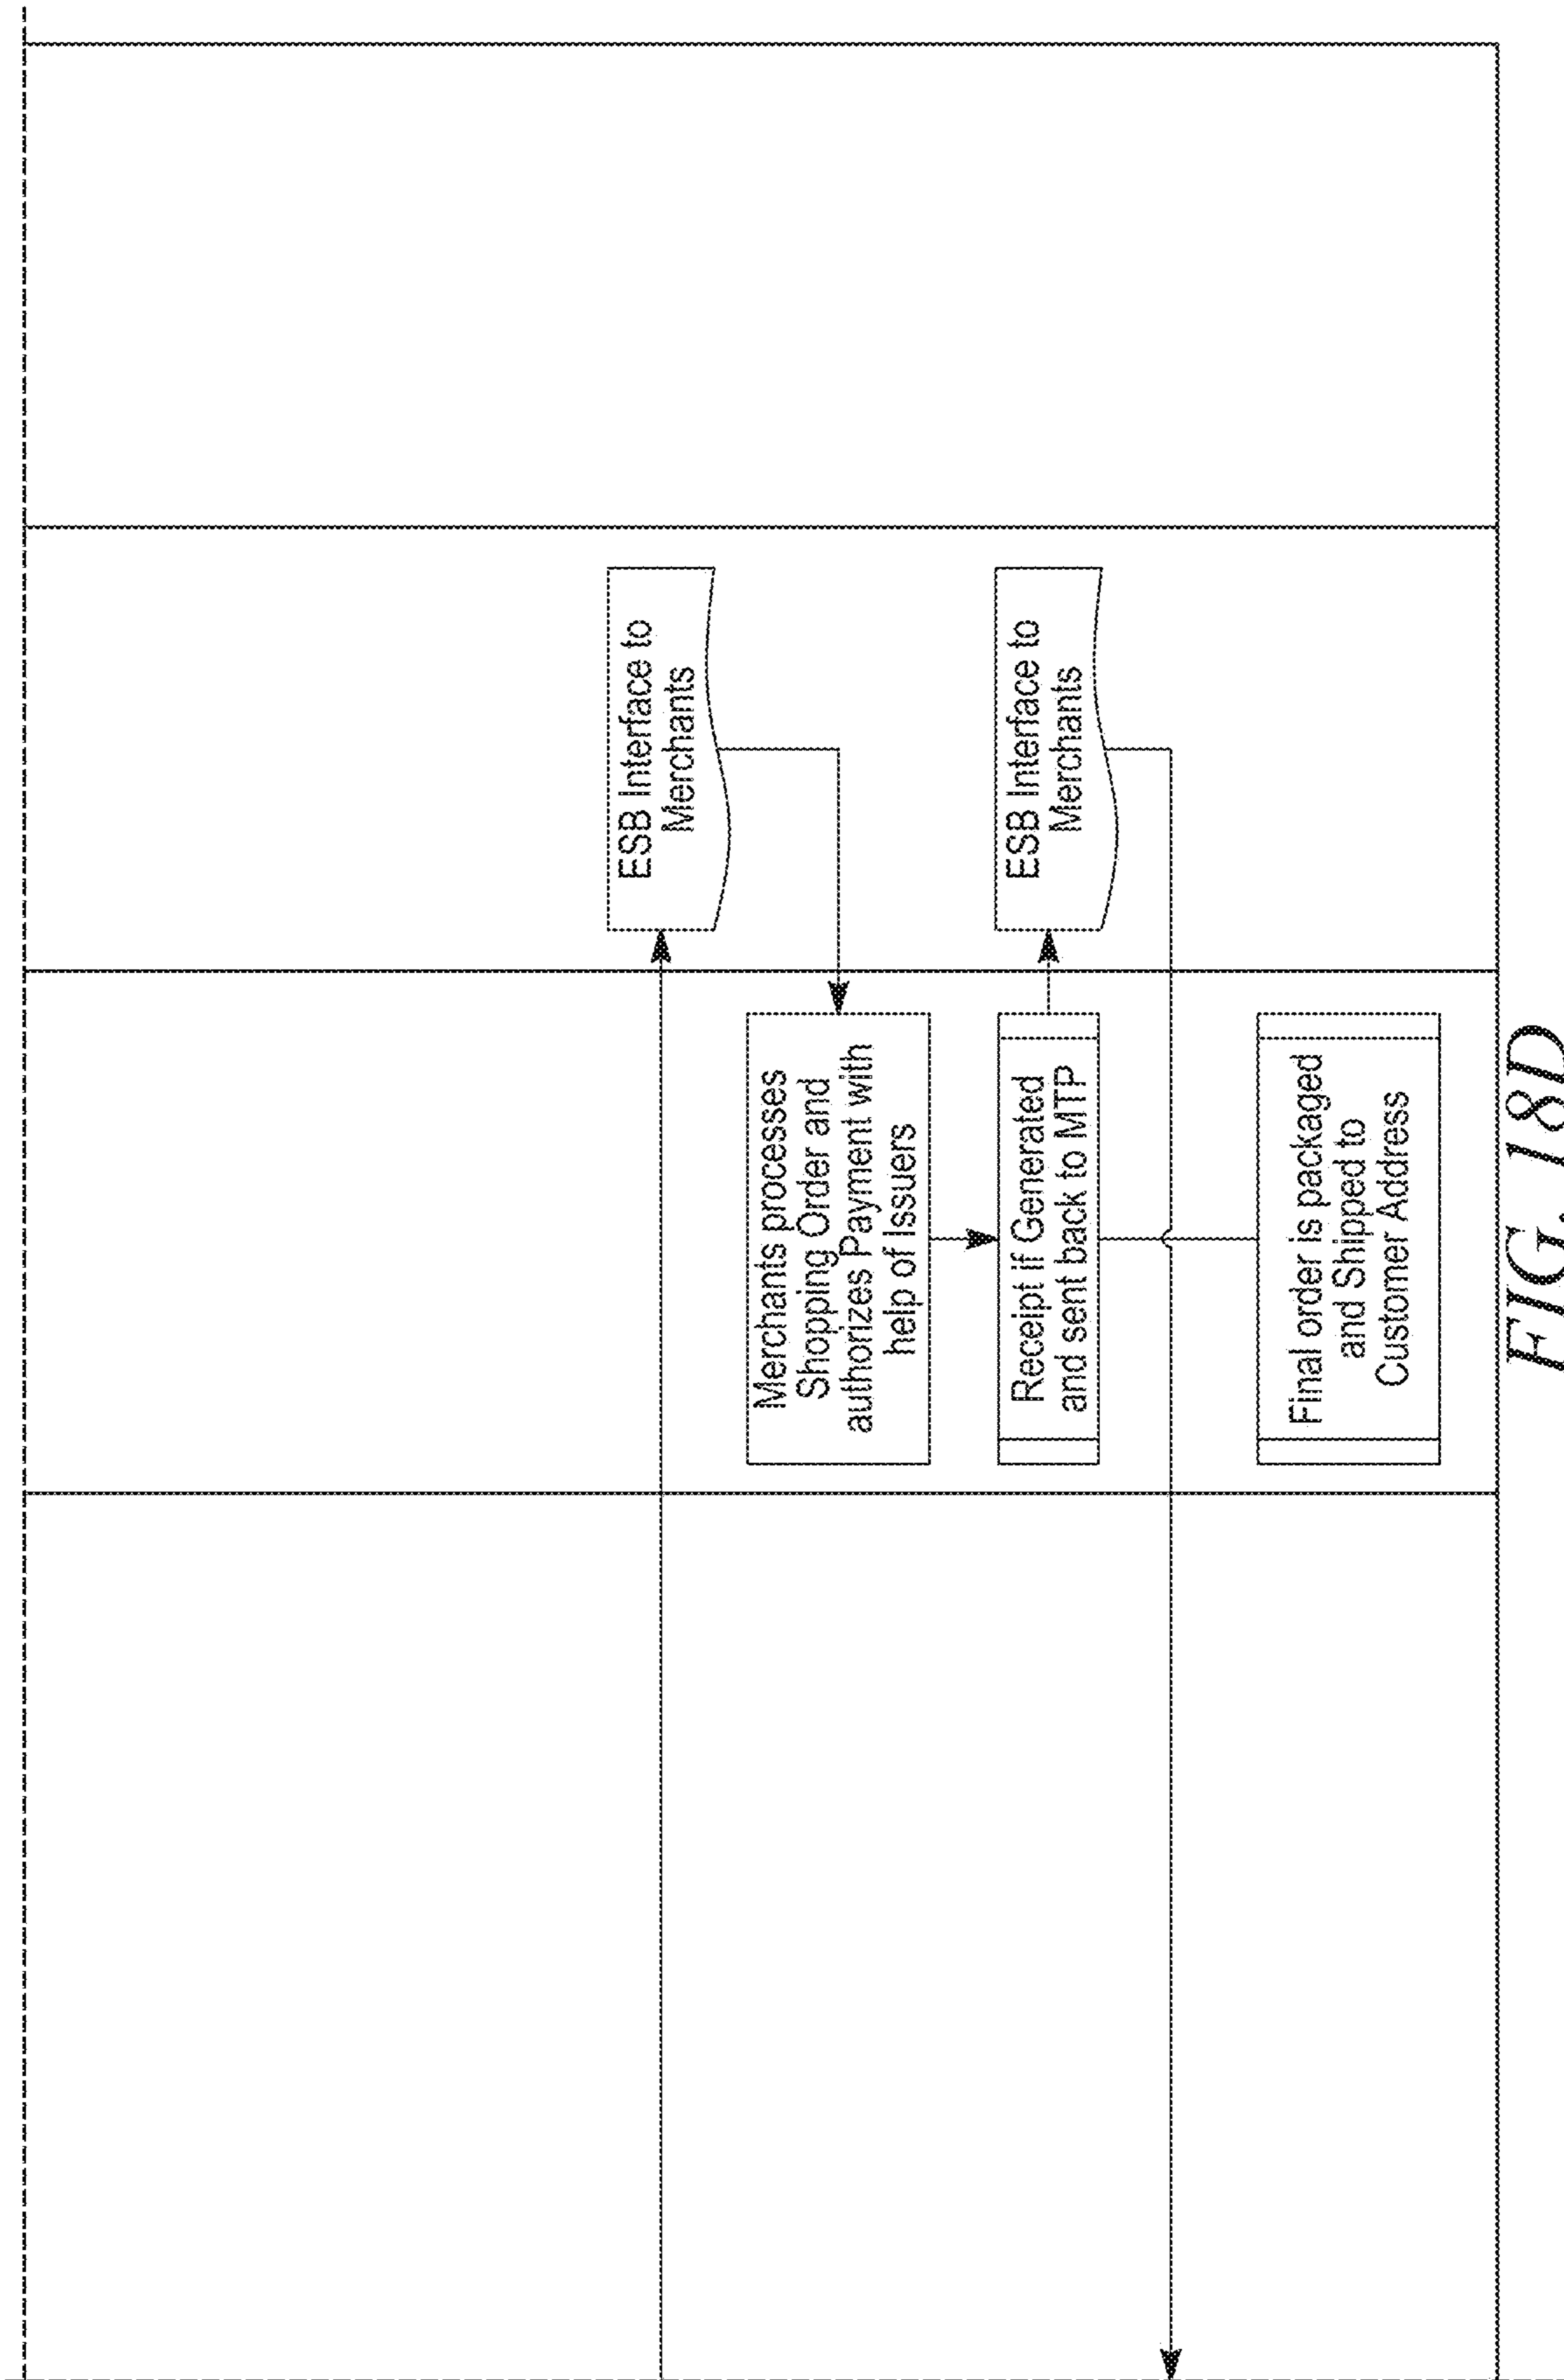 ESB Interface to
Merchants
Merchants processes
Shopping Order and
authorizes Payment with
help of Issuers
Receipt if Generated
and sent back to MTP
ESB Interface to
Merchants
Final order is packaged
and Shipped to
Customer Address
FIG. 18D